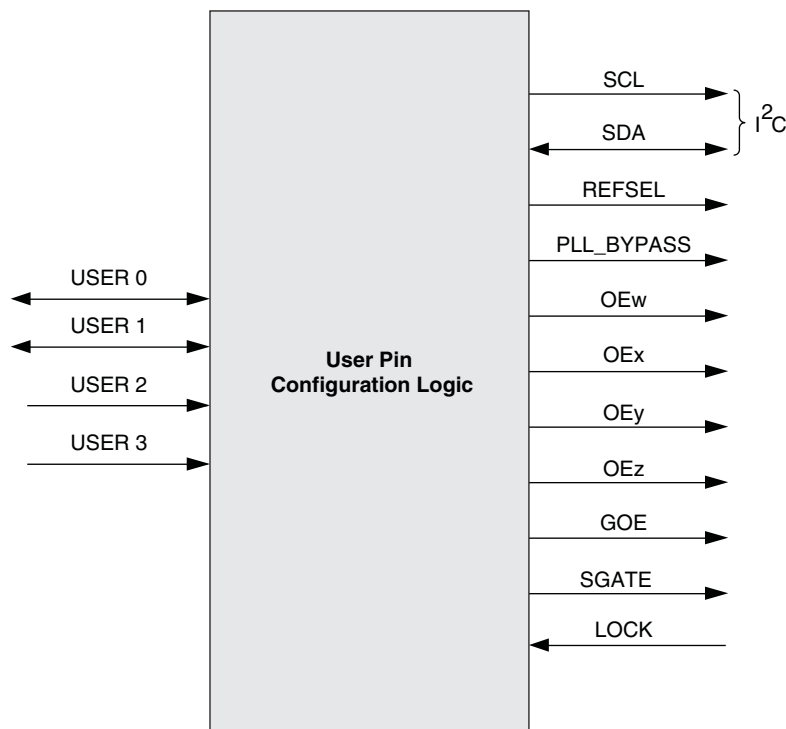 USER 0
USER 1
USER 2
USER 3
User Pin
Configuration Logic
SCL
SDA
I²C
REFSEL
PLL_BYPASS
OEw
OEx
OEy
OEz
GOE
SGATE
LOCK